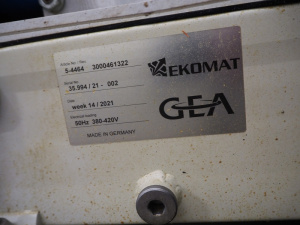 5-4464 3000461322
EKOMAT
35.994 / 21 - 002
GEA
week 14 / 2021
50Hz 380-420V
MADE IN GERMANY